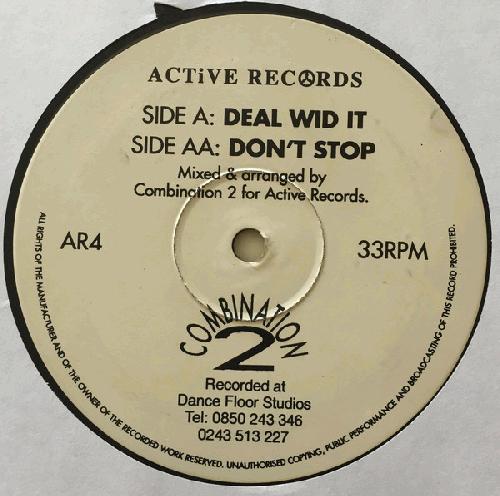 ACTiVE RECORDS
SIDE A: DEAL WID IT
SIDE AA: DON'T STOP
Mixed & arranged by
Combination 2 for Active Records.
AR4
33RPM
COMBINATION
2
Recorded at
Dance Floor Studios
Tel: 0850 243 346
0243 513 227
ALL RIGHTS OF THE MANUFACTURER AND OF THE OWNER OF THE RECORDED WORK RESERVED. UNAUTHORISED COPYING, PUBLIC PERFORMANCE AND BROADCASTING OF THIS RECORD PROHIBITED.